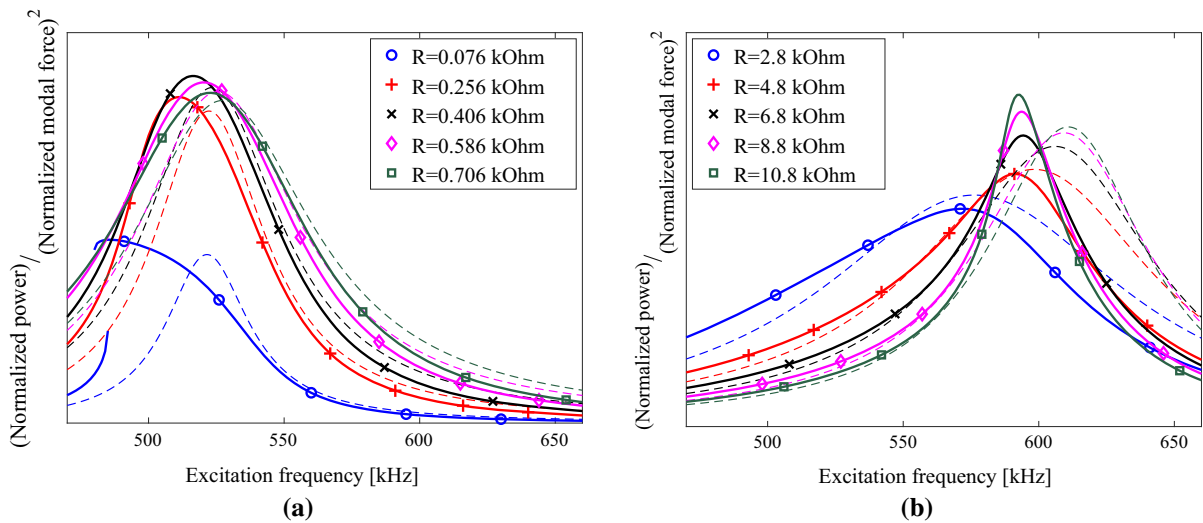 (Normalized power)/(Normalized modal force)²
R=0.076 kOhm
R=0.256 kOhm
R=0.406 kOhm
R=0.586 kOhm
R=0.706 kOhm
500 550 600 650
Excitation frequency [kHz]
(a)
(Normalized power)/(Normalized modal force)²
R=2.8 kOhm
R=4.8 kOhm
R=6.8 kOhm
R=8.8 kOhm
R=10.8 kOhm
500 550 600 650
Excitation frequency [kHz]
(b)